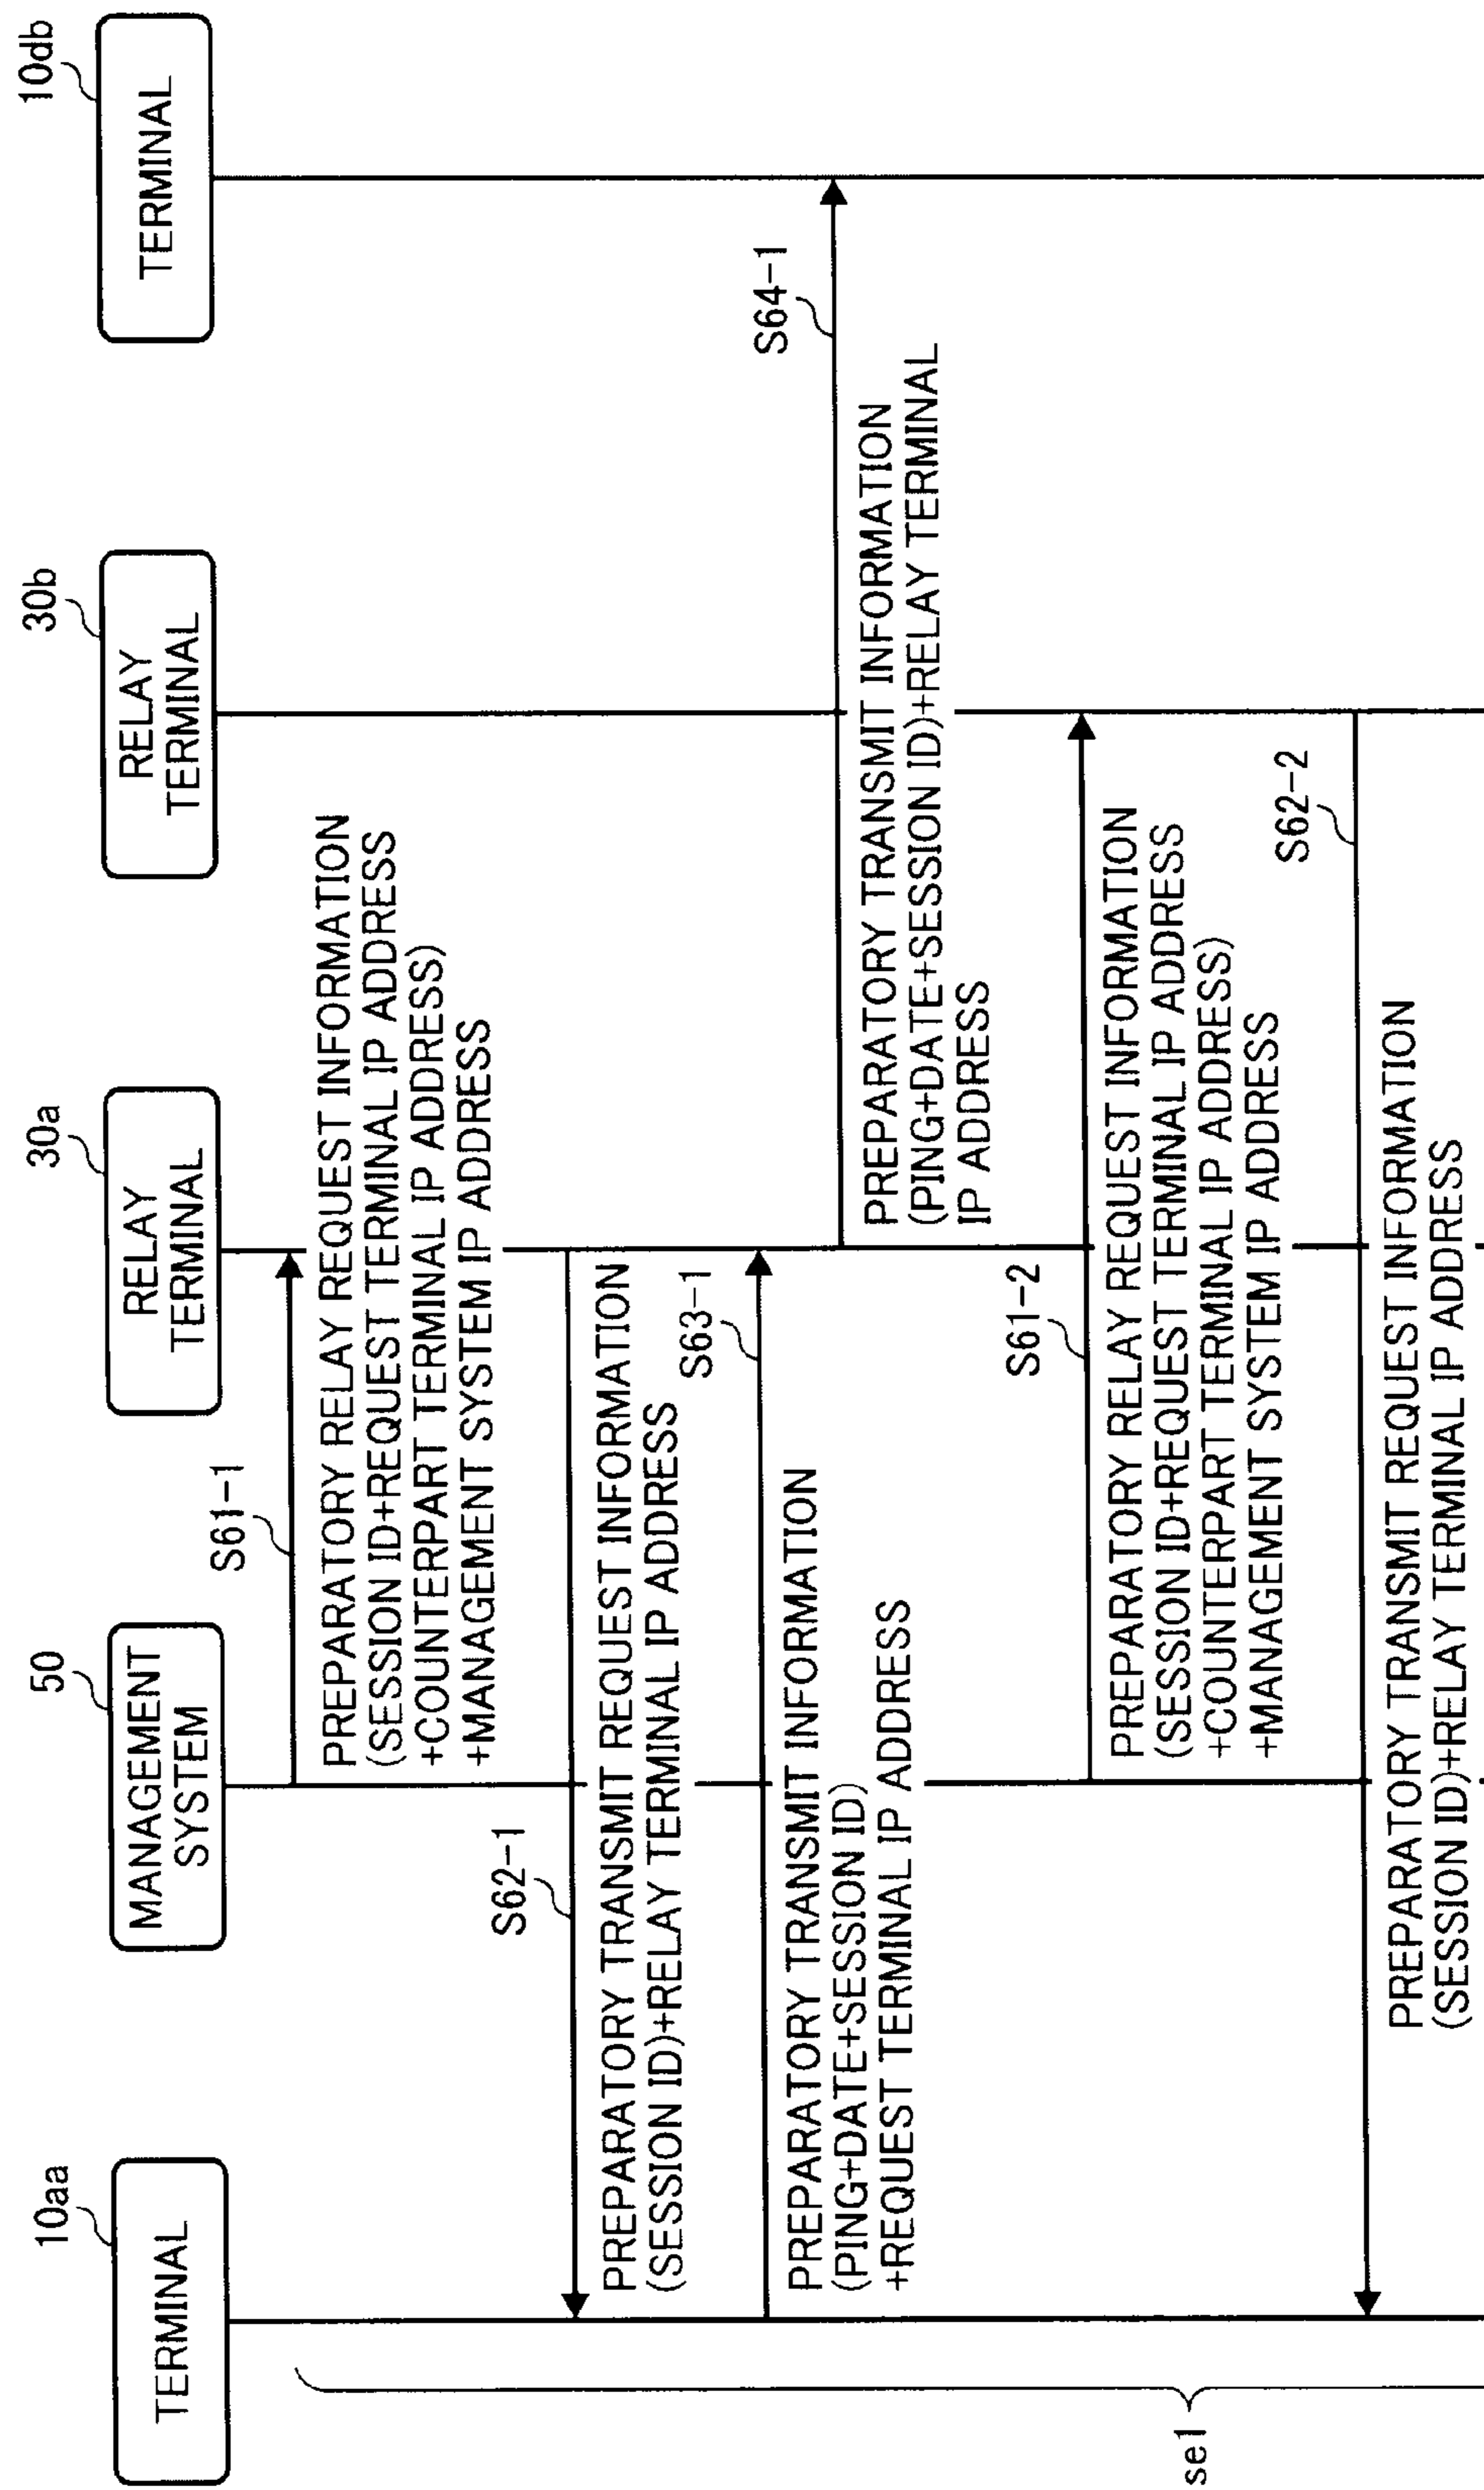 10aa
TERMINAL
50
MANAGEMENT
SYSTEM
30a
RELAY
TERMINAL
30b
RELAY
TERMINAL
10db
TERMINAL
S61-1
PREPARATORY RELAY REQUEST INFORMATION
(SESSION ID+REQUEST TERMINAL IP ADDRESS
+COUNTERPART TERMINAL IP ADDRESS)
+MANAGEMENT SYSTEM IP ADDRESS
S62-1
PREPARATORY TRANSMIT REQUEST INFORMATION
(SESSION ID)+RELAY TERMINAL IP ADDRESS
S63-1
PREPARATORY TRANSMIT INFORMATION
(PING+DATE+SESSION ID)
+REQUEST TERMINAL IP ADDRESS
S64-1
PREPARATORY TRANSMIT INFORMATION
(PING+DATE+SESSION ID)+RELAY TERMINAL
IP ADDRESS
S61-2
PREPARATORY RELAY REQUEST INFORMATION
(SESSION ID+REQUEST TERMINAL IP ADDRESS
+COUNTERPART TERMINAL IP ADDRESS)
+MANAGEMENT SYSTEM IP ADDRESS
S62-2
PREPARATORY TRANSMIT REQUEST INFORMATION
(SESSION ID)+RELAY TERMINAL IP ADDRESS
se1